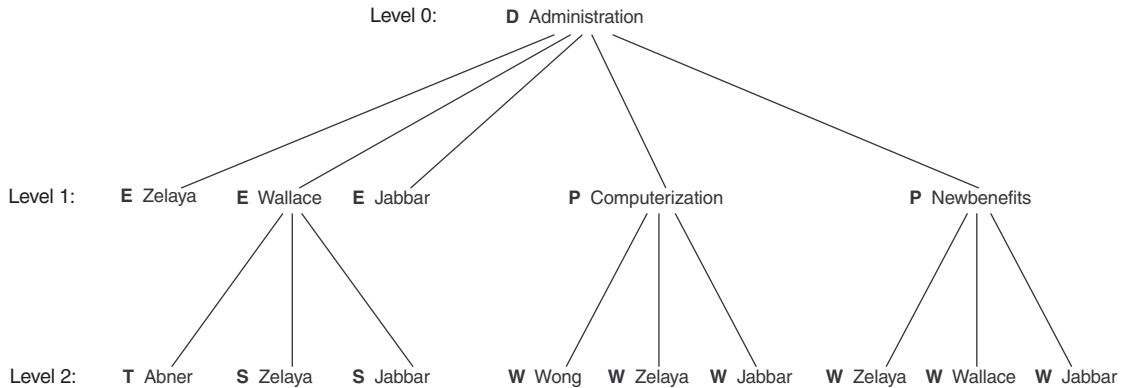 Level 0: D Administration
Level 1: E Zelaya E Wallace E Jabbar P Computerization P Newbenefits
Level 2: T Abner S Zelaya S Jabbar W Wong W Zelaya W Jabbar W Zelaya W Wallace W Jabbar